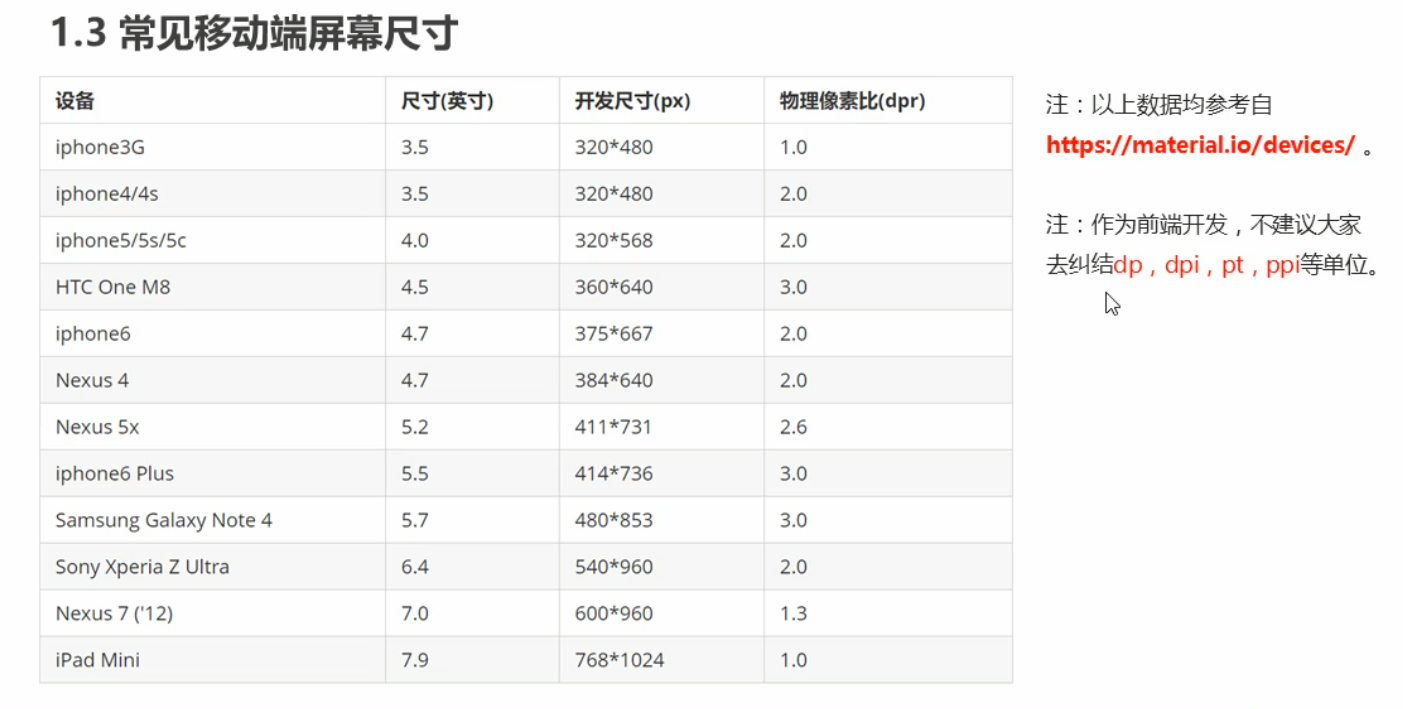 1.3 常见移动端屏幕尺寸
设备 尺寸(英寸) 开发尺寸(px) 物理像素比(dpr)
iphone3G 3.5 320*480 1.0
iphone4/4s 3.5 320*480 2.0
iphone5/5s/5c 4.0 320*568 2.0
HTC One M8 4.5 360*640 3.0
iphone6 4.7 375*667 2.0
Nexus 4 4.7 384*640 2.0
Nexus 5x 5.2 411*731 2.6
iphone6 Plus 5.5 414*736 3.0
Samsung Galaxy Note 4 5.7 480*853 3.0
Sony Xperia Z Ultra 6.4 540*960 2.0
Nexus 7 ('12) 7.0 600*960 1.3
iPad Mini 7.9 768*1024 1.0
注：以上数据均参考自
https://material.io/devices/ 。
注：作为前端开发，不建议大家
去纠结dp，dpi，pt，ppi等单位。